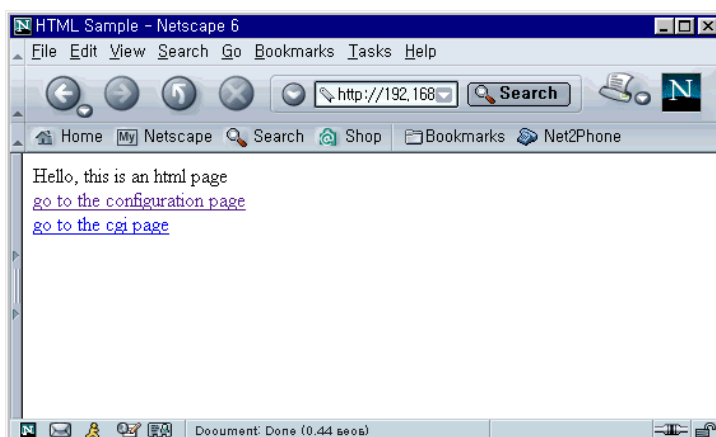 N HTML Sample - Netscape 6
File Edit View Search Go Bookmarks Tasks Help
http://192,168 Search N
Home My Netscape Search Shop Bookmarks Net2Phone
Hello, this is an html page
go to the configuration page
go to the cgi page
N Document: Done (0.44 secs)